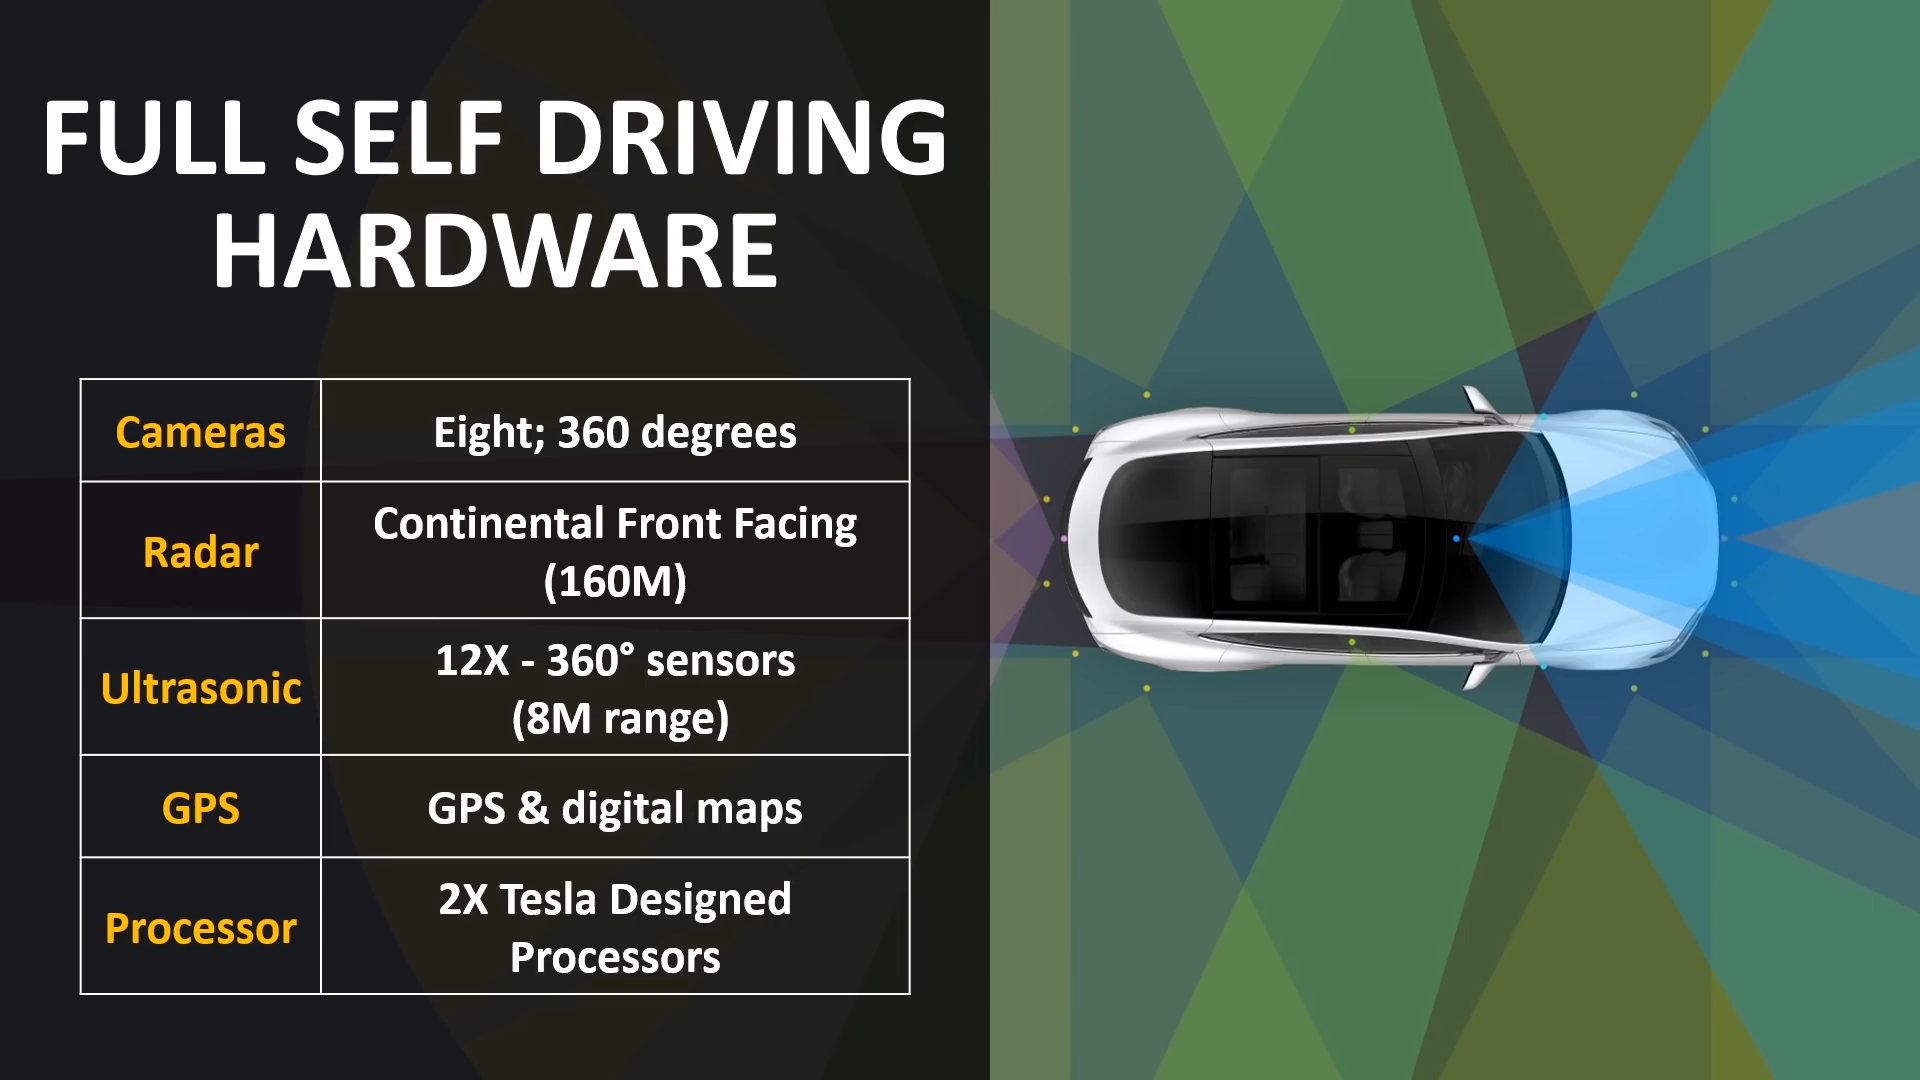 FULL SELF DRIVING
HARDWARE
Cameras
Eight; 360 degrees
Radar
Continental Front Facing
(160M)
Ultrasonic
12X - 360° sensors
(8M range)
GPS
GPS & digital maps
Processor
2X Tesla Designed
Processors